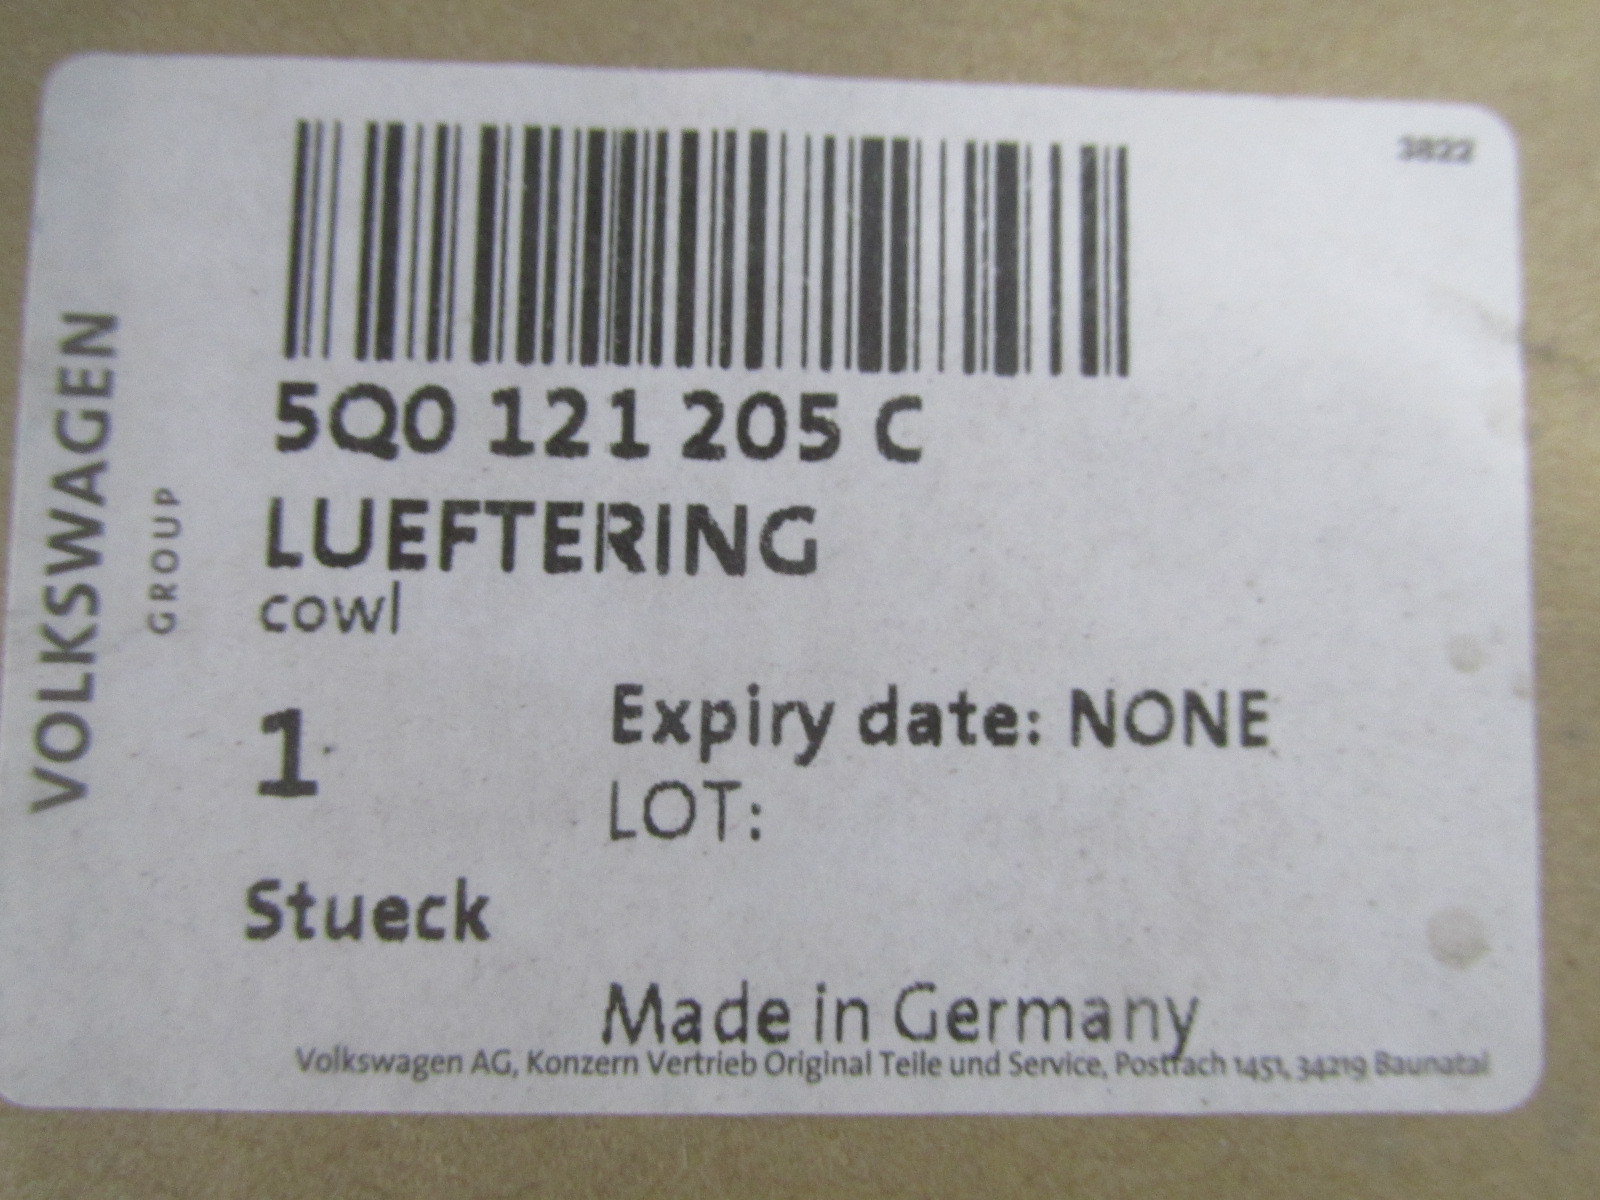 3822
5Q0 121 205 C
LUEFTERING
cowl
1
Expiry date: NONE
LOT:
Stueck
Made in Germany
Volkswagen AG, Konzern Vertrieb Original Teile und Service, Postfach 1451, 34219 Baunatal
VOLKSWAGEN
GROUP